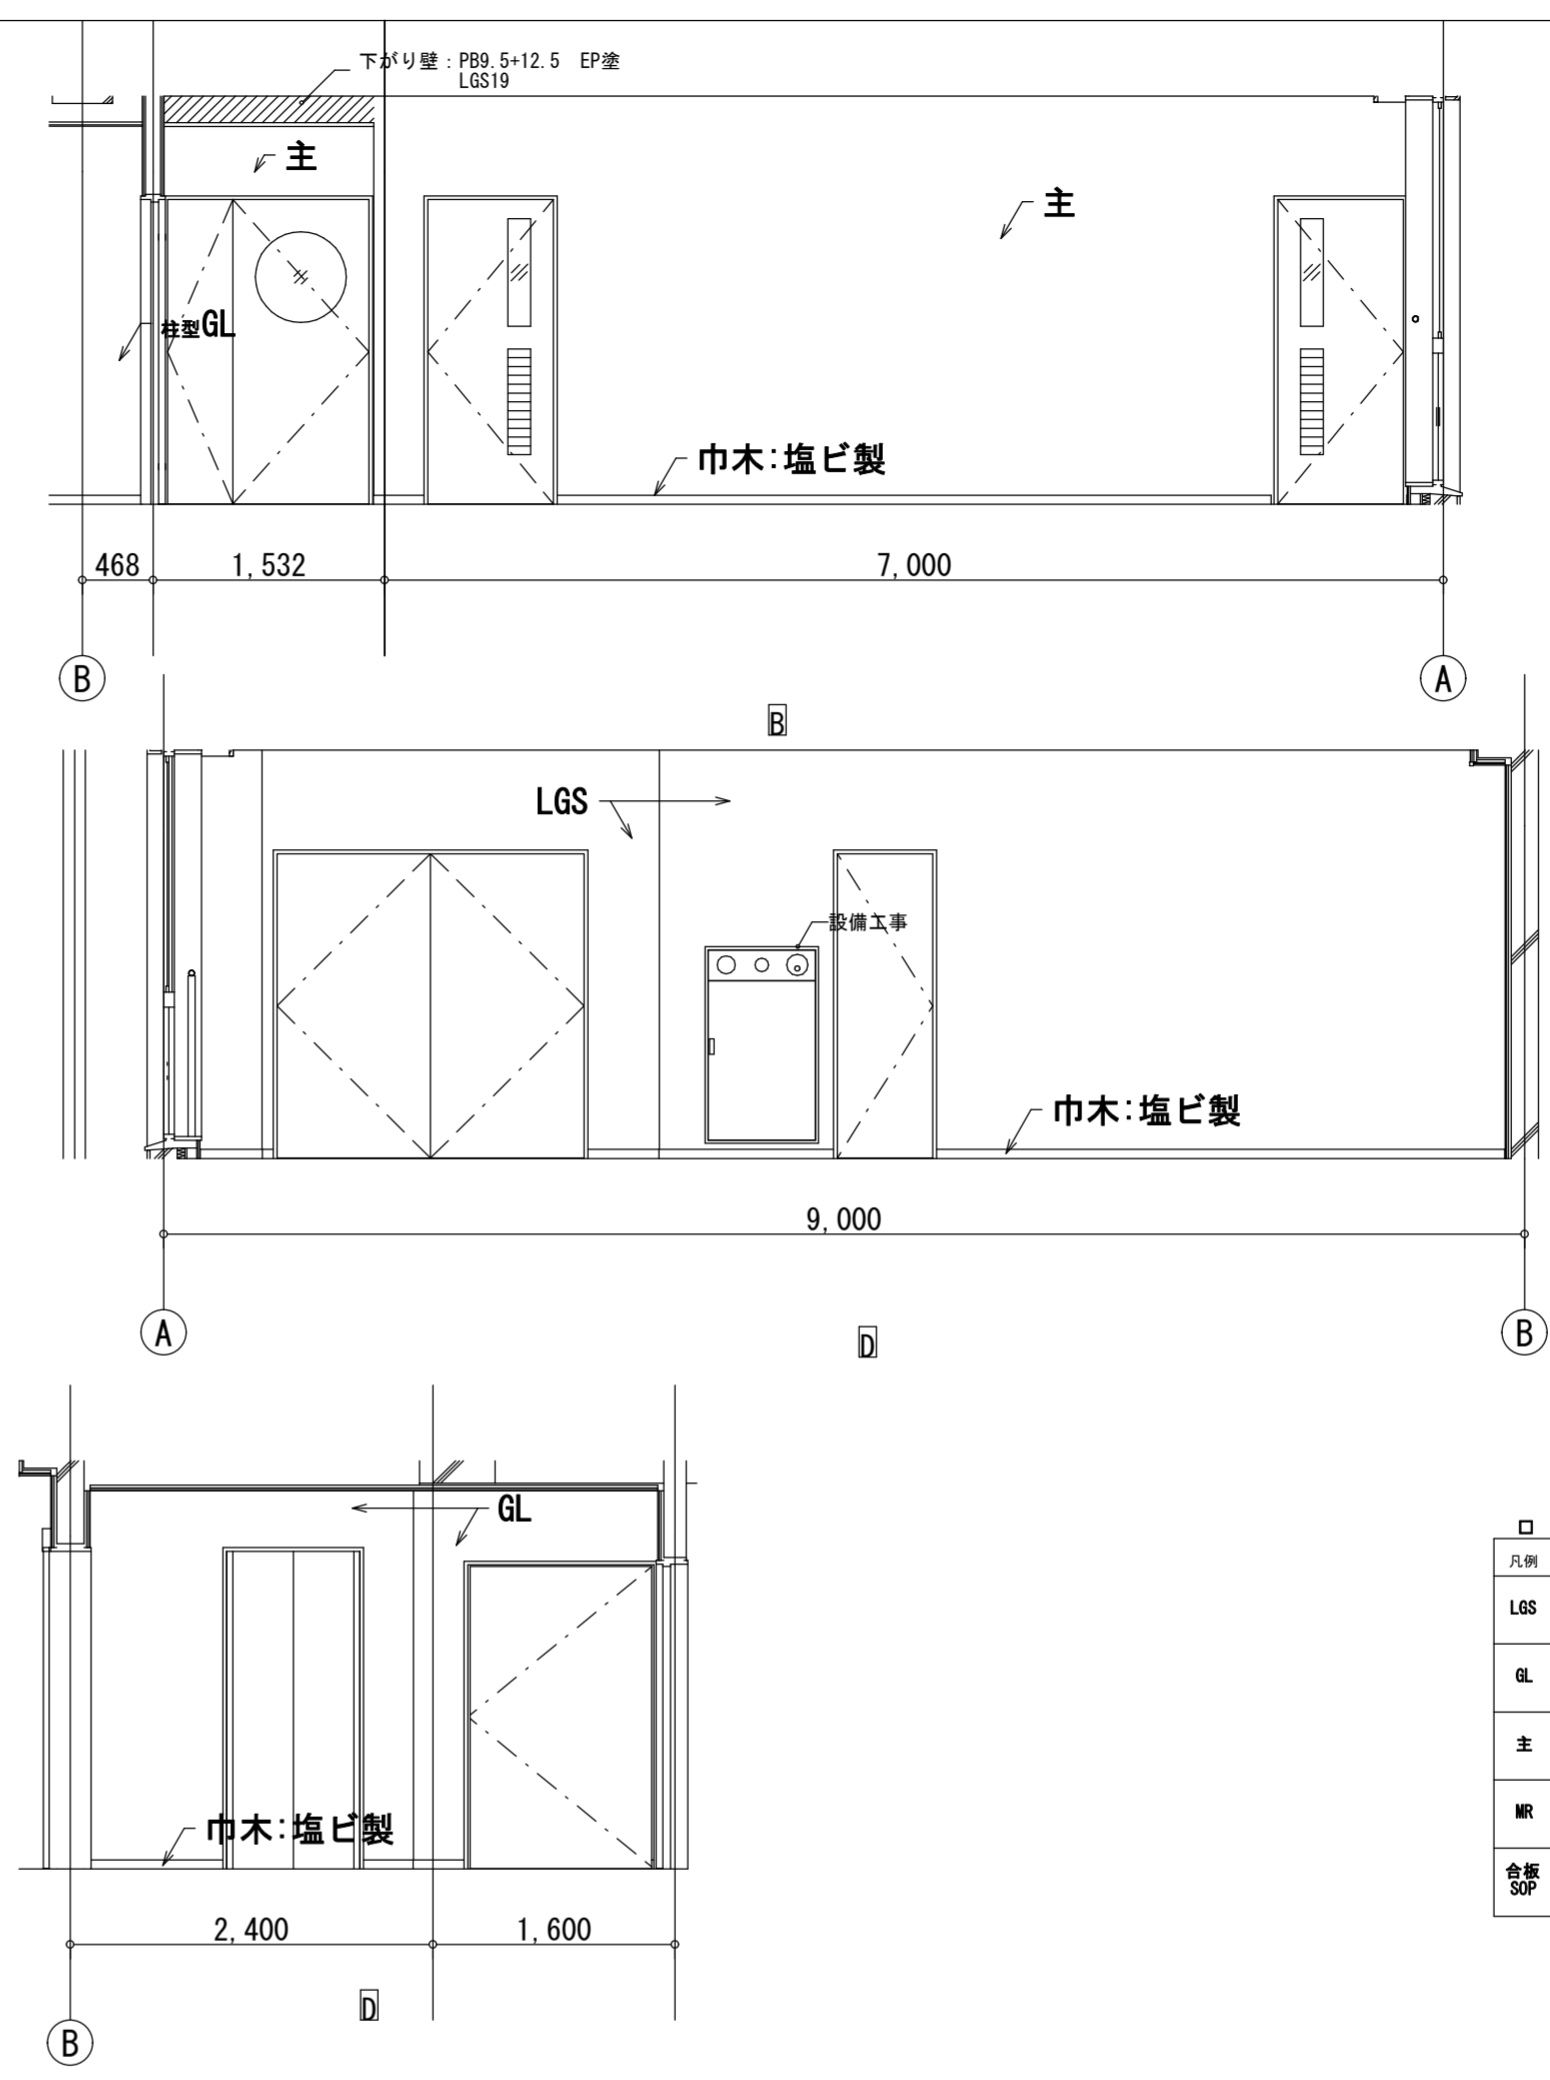 下がり壁：PB9.5+12.5　EP塗
LGS19
主
主
柱型GL
巾木:塩ビ製
468
1,532
7,000
B
A
B
LGS
設備工事
巾木:塩ビ製
9,000
A
B
D
GL
巾木:塩ビ製
2,400
1,600
D
B
凡例
LGS
GL
主
MR
合板
SOP